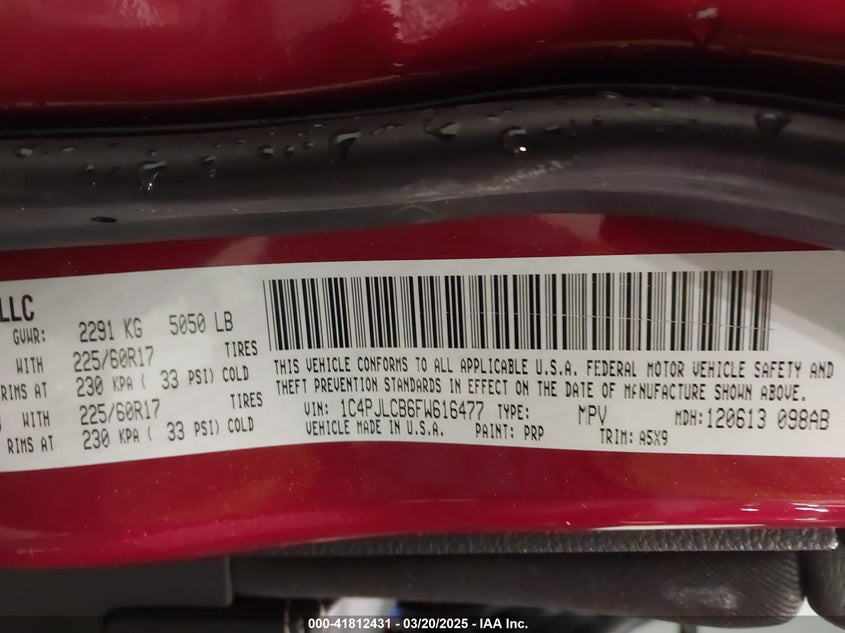 LLC
GVWR: 2291 KG 5050 LB
WITH 225/60R17 TIRES
RIMS AT 230 KPA ( 33 PSI) COLD
WITH 225/60R17 TIRES
RIMS AT 230 KPA ( 33 PSI) COLD
THIS VEHICLE CONFORMS TO ALL APPLICABLE U.S.A. FEDERAL MOTOR VEHICLE SAFETY AND
THEFT PREVENTION STANDARDS IN EFFECT ON THE DATE OF MANUFACTURE SHOWN ABOVE.
VIN: 1C4PJLCB6FW616477 TYPE: MPV MDH:120613 098AB
VEHICLE MADE IN U.S.A. PAINT: PRP TRIM: A5X9
000-41812431 — 03/20/2025 — IAA Inc.